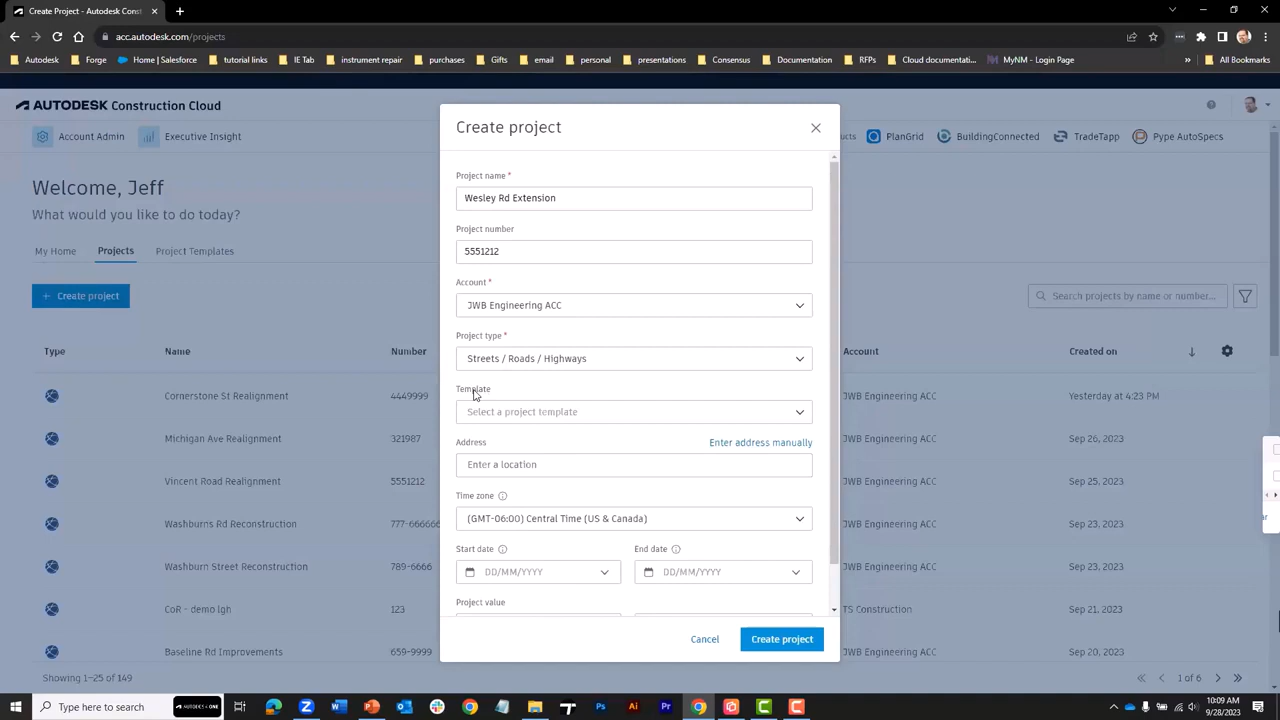 Create project - Autodesk Const
acc.autodesk.com/projects
Autodesk
Forge
Home | Salesforce
tutorial links
IE Tab
instrument repair
purchases
Gifts
email
personal
presentations
Consensus
Document
RFPs
Cloud documentati...
MyNM - Login Page
»
All Bookmarks
AUTODESK Construction Cloud
Account Admin
Executive Insight
ucts
PlanGrid
BuildingConnected
TradeTapp
Pype AutoSpecs
Welcome, Jeff
What would you like to do today?
My Home
Projects
Project Templates
+ Create project
Search projects by name or number...
Type Name Number Account Created on
Cornerstone St Realignment 4449999 JWB Engineering ACC Yesterday at 4:23 PM
Michigan Ave Realignment 321987 JWB Engineering ACC Sep 26, 2023
Vincent Road Realignment 5551212 JWB Engineering ACC Sep 25, 2023
Washburns Rd Reconstruction 777-666666 JWB Engineering ACC Sep 23, 2023
Washburn Street Reconstruction 789-6666 JWB Engineering ACC Sep 23, 2023
CoR - demo lgh 123 TS Construction Sep 21, 2023
Baseline Rd Improvements 659-9999 JWB Engineering ACC Sep 20, 2023
Showing 1-25 of 149
1 of 6
Create project
Project name *
Wesley Rd Extension
Project number
5551212
Account *
JWB Engineering ACC
Project type *
Streets / Roads / Highways
Template
Select a project template
Address
Enter address manually
Enter a location
Time zone
(GMT-06:00) Central Time (US & Canada)
Start date
End date
DD/MM/YYYY
DD/MM/YYYY
Project value
Cancel
Create project
Type here to search
AUTODESK ONE
10:09 AM
9/28/2023